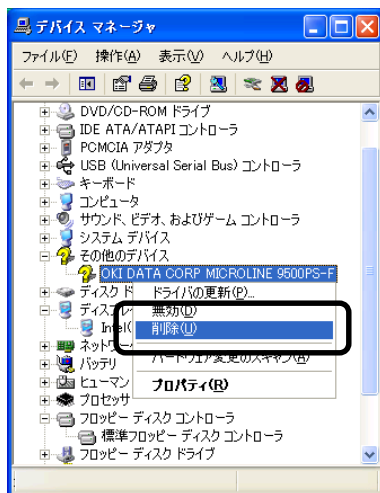 デバイス マネージャ
ファイル(F) 操作(A) 表示(V) ヘルプ(H)
DVD/CD-ROM ドライブ
IDE ATA/ATAPI コントローラ
PCMCIA アダプタ
USB (Universal Serial Bus) コントローラ
キーボード
コンピュータ
サウンド、ビデオ、およびゲーム コントローラ
システム デバイス
その他のデバイス
OKI DATA CORP MICROLINE 9500PS-F
ディスク ド
ドライバの更新(P)...
ディスプレ
無効(D)
Intel(
削除(U)
ネットワー
ハードウェア変更のスキャン(A)
バッテリ
ヒューマン
プロパティ(R)
プロセッサ
フロッピー ディスク コントローラ
標準フロッピー ディスク コントローラ
フロッピー ディスク ドライブ